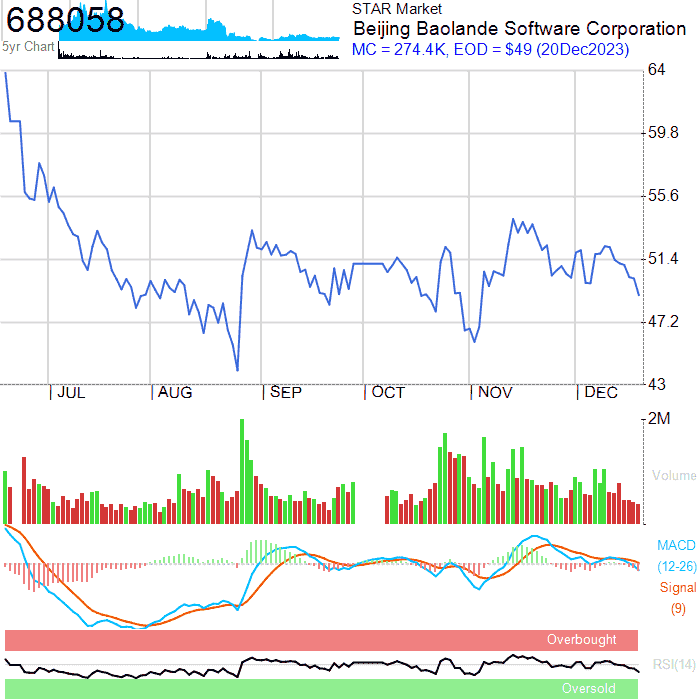 688058
5yr Chart
STAR Market
Beijing Baolande Software Corporation
MC = 274.4K, EOD = $49 (20Dec2023)
64
59.8
55.6
51.4
47.2
43
JUL
AUG
SEP
OCT
NOV
DEC
2M
Volume
MACD
(12-26)
Signal
(9)
Overbought
RSI(14)
Oversold